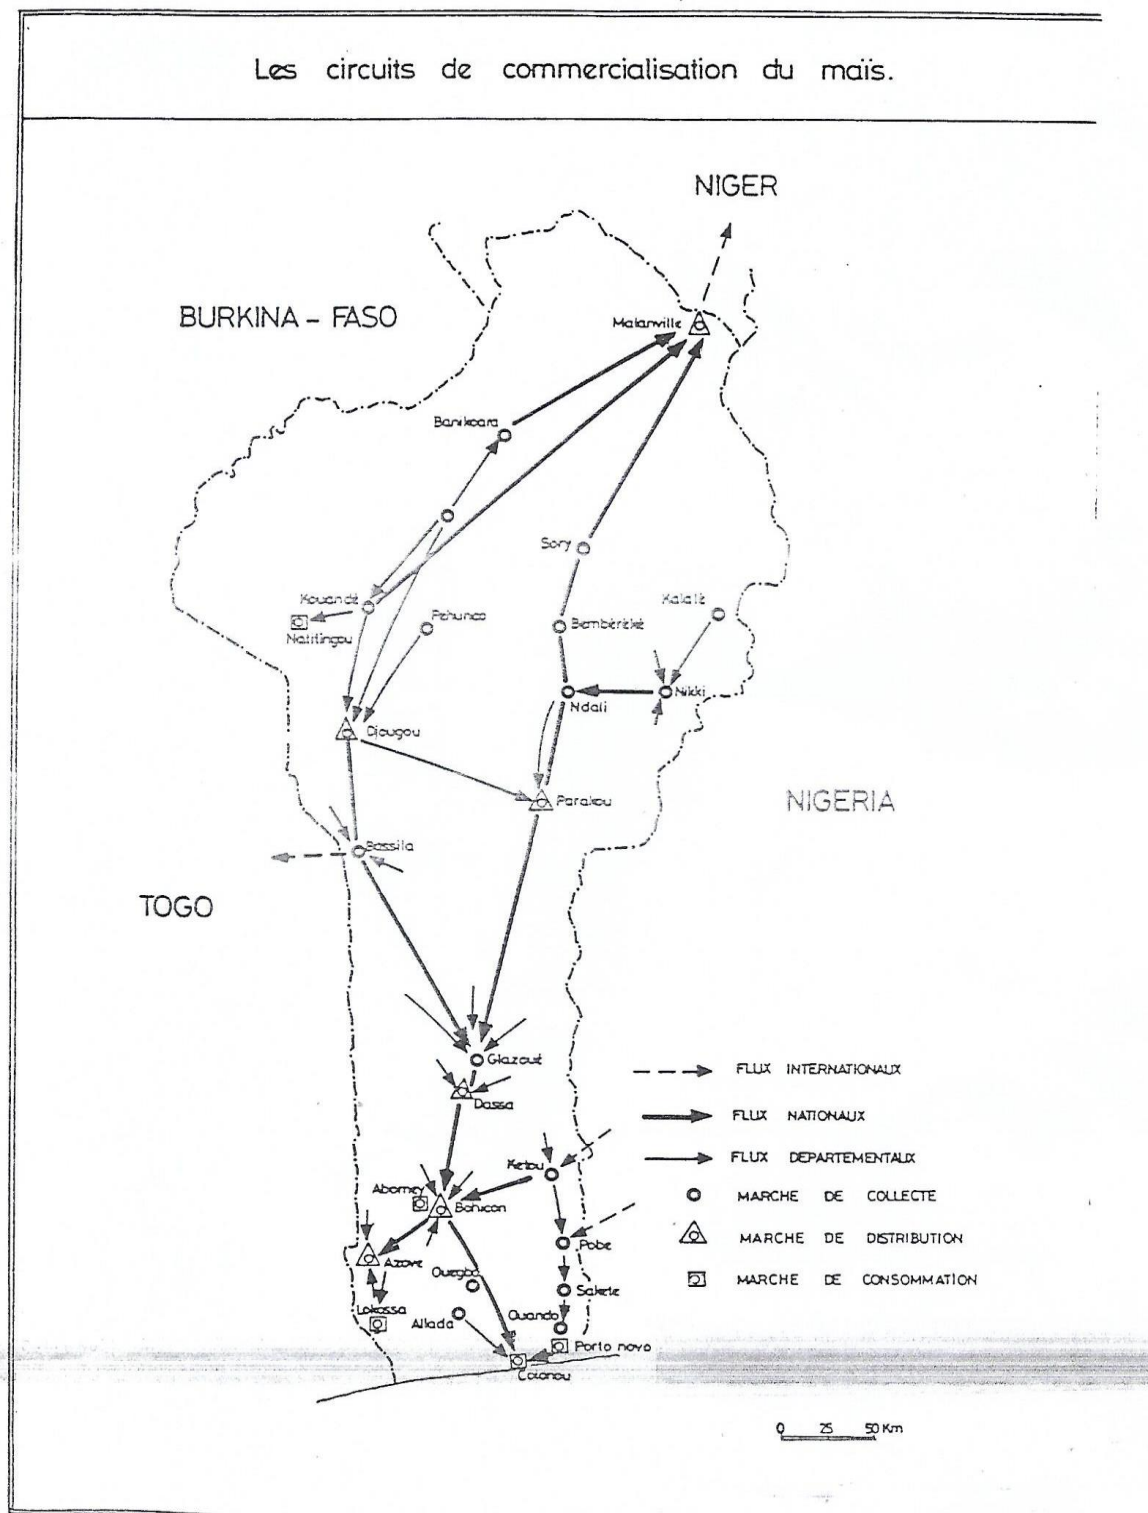 Les circuits de commercialisation du maïs.
NIGER
BURKINA - FASO
Malanville
Banikoara
Sory
Kouandé
Natitingou
Pehunco
Bembèrèkè
Kalalè
Nikki
Ndali
Djougou
Parakou
NIGERIA
Bassila
TOGO
Glazoué
Dassa
FLUX INTERNATIONAUX
FLUX NATIONAUX
FLUX DEPARTEMENTAUX
MARCHE DE COLLECTE
MARCHE DE DISTRIBUTION
MARCHE DE CONSOMMATION
Ketou
Abomey
Bohicon
Pobe
Azove
Ouegbo
Sakete
Lokossa
Allada
Ouando
Porto novo
Cotonou
0 25 50 Km